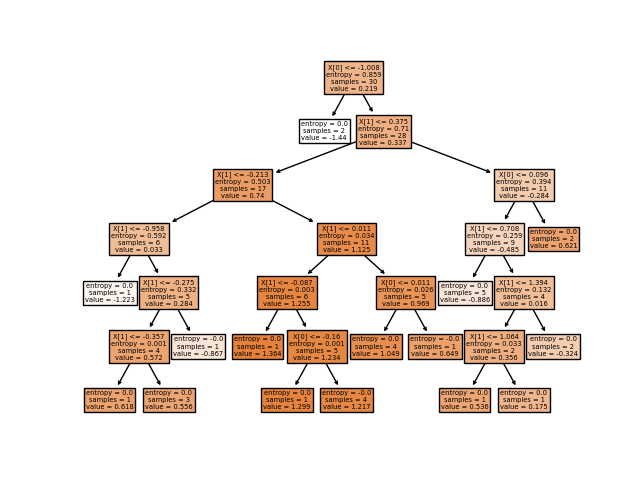 X[0] <= -1.008
entropy = 0.859
samples = 30
value = 0.219
entropy = 0.0
samples = 2
value = -1.44
X[1] <= 0.375
entropy = 0.71
samples = 28
value = 0.337
X[1] <= -0.213
entropy = 0.503
samples = 17
value = 0.74
X[0] <= 0.096
entropy = 0.394
samples = 11
value = -0.284
X[1] <= -0.958
entropy = 0.592
samples = 6
value = 0.033
X[1] <= 0.011
entropy = 0.034
samples = 11
value = 1.125
X[1] <= 0.708
entropy = 0.259
samples = 9
value = -0.485
entropy = 0.0
samples = 2
value = 0.621
entropy = 0.0
samples = 1
value = -1.223
X[1] <= -0.275
entropy = 0.332
samples = 5
value = 0.284
X[1] <= -0.087
entropy = 0.003
samples = 6
value = 1.255
X[0] <= 0.011
entropy = 0.026
samples = 5
value = 0.969
entropy = 0.0
samples = 5
value = -0.886
X[1] <= 1.394
entropy = 0.132
samples = 4
value = 0.016
X[1] <= -0.357
entropy = 0.001
samples = 4
value = 0.572
entropy = -0.0
samples = 1
value = -0.867
entropy = 0.0
samples = 1
value = 1.364
X[0] <= -0.16
entropy = 0.001
samples = 5
value = 1.234
entropy = 0.0
samples = 4
value = 1.049
entropy = -0.0
samples = 1
value = 0.649
X[1] <= 1.064
entropy = 0.033
samples = 2
value = 0.356
entropy = 0.0
samples = 2
value = -0.324
entropy = 0.0
samples = 1
value = 0.618
entropy = 0.0
samples = 3
value = 0.556
entropy = 0.0
samples = 1
value = 1.299
entropy = -0.0
samples = 4
value = 1.217
entropy = 0.0
samples = 1
value = 0.536
entropy = 0.0
samples = 1
value = 0.175